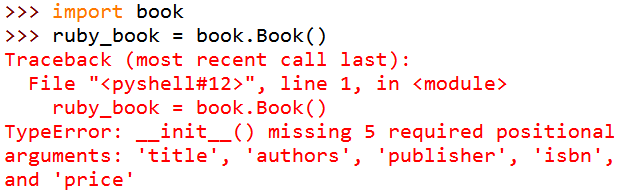 >>> import book
>>> ruby_book = book.Book()
Traceback (most recent call last):
  File "<pyshell#12>", line 1, in <module>
    ruby_book = book.Book()
TypeError: __init__() missing 5 required positional
arguments: 'title', 'authors', 'publisher', 'isbn',
and 'price'